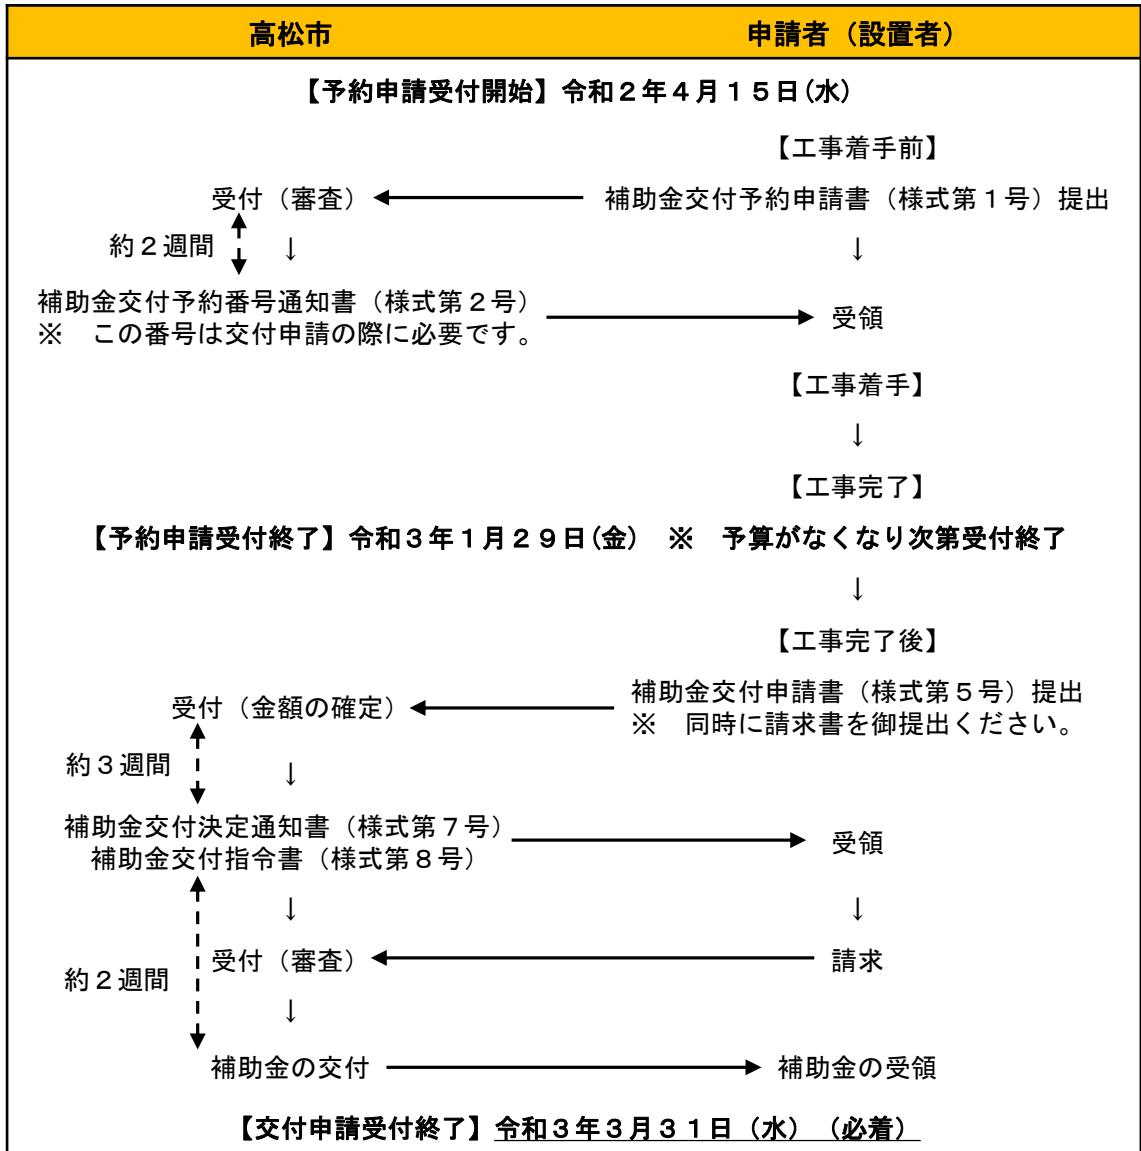 高松市 申請者（設置者）
【予約申請受付開始】令和２年４月１５日(水)
【工事着手前】
受付（審査） 補助金交付予約申請書（様式第１号）提出
約２週間 ↓ ↓
補助金交付予約番号通知書（様式第２号）
※　この番号は交付申請の際に必要です。
受領
【工事着手】
↓
【工事完了】
【予約申請受付終了】令和３年１月２９日(金)　※　予算がなくなり次第受付終了
↓
【工事完了後】
受付（金額の確定）
補助金交付申請書（様式第５号）提出
※　同時に請求書を御提出ください。
約３週間 ↓
補助金交付決定通知書（様式第７号）
補助金交付指令書（様式第８号）
受領
↓ ↓
受付（審査） 請求
約２週間
↓
補助金の交付 補助金の受領
【交付申請受付終了】令和３年３月３１日（水）（必着）